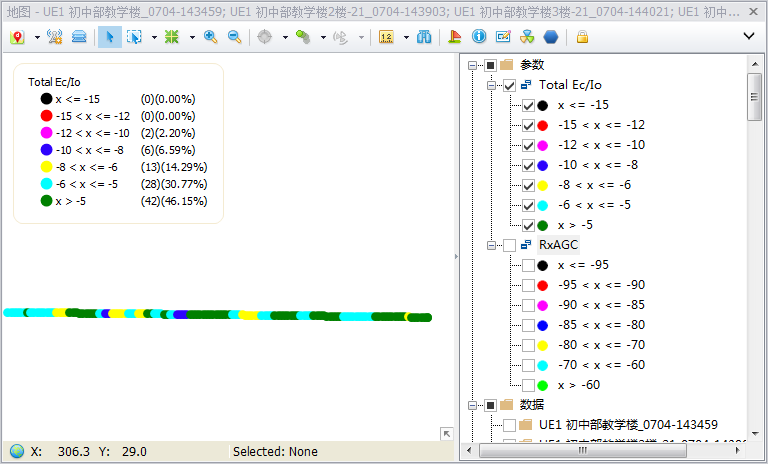 地图 - UE1 初中部教学楼_0704-143459; UE1 初中部教学楼2楼-21_0704-143903; UE1 初中部教学楼3楼-21_0704-144021; UE1 初中...
1.2
Total Ec/Io
x <= -15 (0)(0.00%)
-15 < x <= -12 (0)(0.00%)
-12 < x <= -10 (2)(2.20%)
-10 < x <= -8 (6)(6.59%)
-8 < x <= -6 (13)(14.29%)
-6 < x <= -5 (28)(30.77%)
x > -5 (42)(46.15%)
参数
Total Ec/Io
x <= -15
-15 < x <= -12
-12 < x <= -10
-10 < x <= -8
-8 < x <= -6
-6 < x <= -5
x > -5
RxAGC
x <= -95
-95 < x <= -90
-90 < x <= -85
-85 < x <= -80
-80 < x <= -70
-70 < x <= -60
x > -60
数据
UE1 初中部教学楼_0704-143459
X: 306.3 Y: 29.0 Selected: None